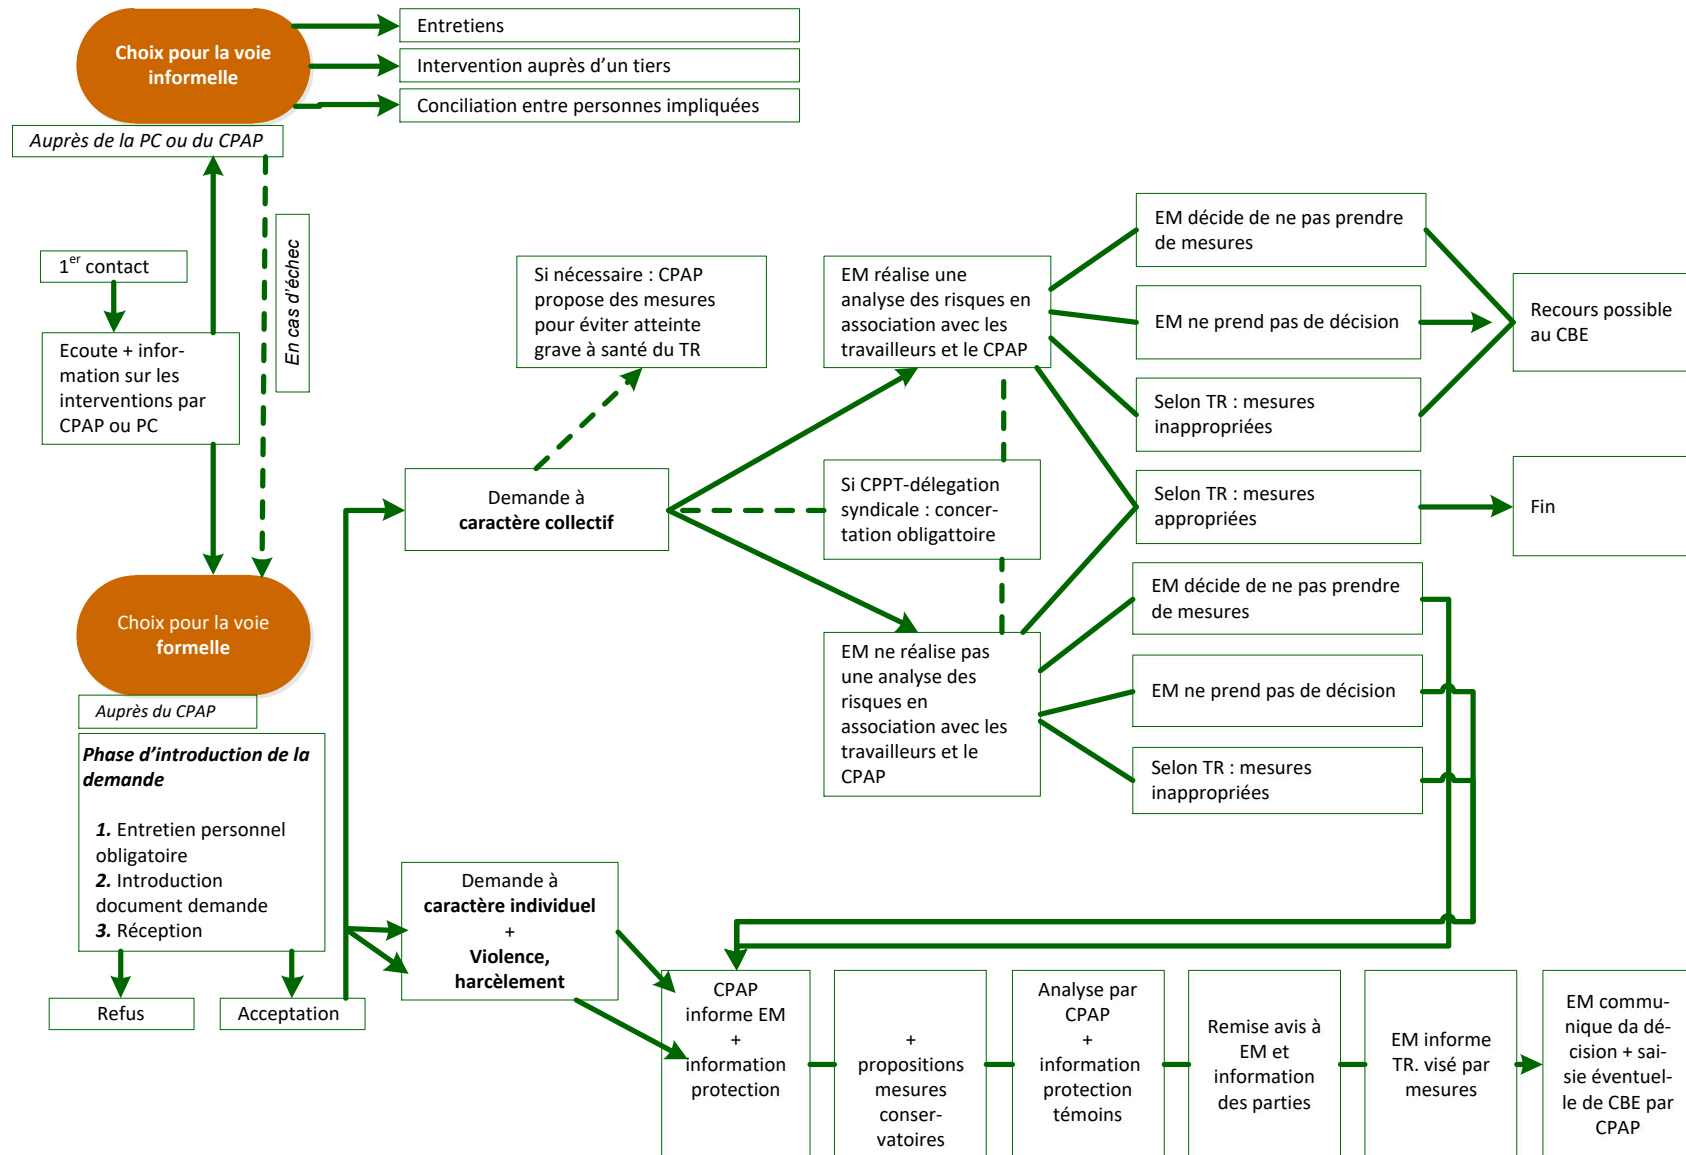 Choix pour la voie
informelle
Entretiens
Intervention auprès d'un tiers
Conciliation entre personnes impliquées
Auprès de la PC ou du CPAP
En cas d'échec
1er contact
Ecoute + infor-
mation sur les
interventions par
CPAP ou PC
Choix pour la voie
formelle
Auprès du CPAP
Phase d'introduction de la
demande
1. Entretien personnel
obligatoire
2. Introduction
document demande
3. Réception
Refus
Acceptation
Si nécessaire : CPAP
propose des mesures
pour éviter atteinte
grave à santé du TR
Demande à
caractère collectif
EM réalise une
analyse des risques en
association avec les
travailleurs et le CPAP
Si CPPT-délegation
syndicale : concer-
tation obligattoire
EM ne réalise pas
une analyse des
risques en
association avec les
travailleurs et le
CPAP
EM décide de ne pas prendre
de mesures
EM ne prend pas de décision
Selon TR : mesures
inappropriées
Selon TR : mesures
appropriées
EM décide de ne pas prendre
de mesures
EM ne prend pas de décision
Selon TR : mesures
inappropriées
Recours possible
au CBE
Fin
Demande à
caractère individuel
+
Violence,
harcèlement
CPAP
informe EM
+
information
protection
+
propositions
mesures
conser-
vatoires
Analyse par
CPAP
+
information
protection
témoins
Remise avis à
EM et
information
des parties
EM informe
TR. visé par
mesures
EM commu-
nique da dé-
cision + sai-
sie éventuel-
le de CBE par
CPAP